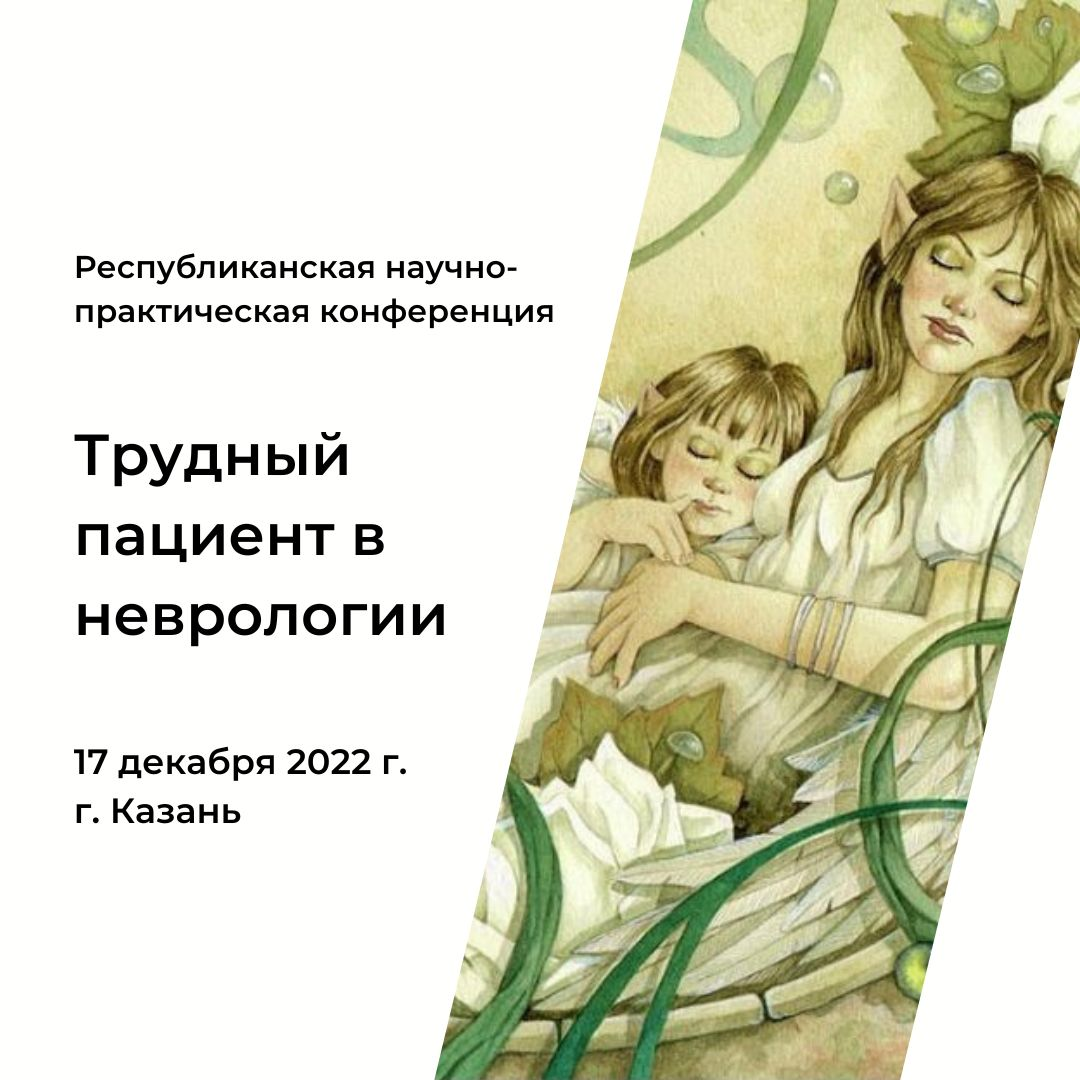 Республиканская научно-
практическая конференция
Трудный
пациент в
неврологии
17 декабря 2022 г.
г. Казань